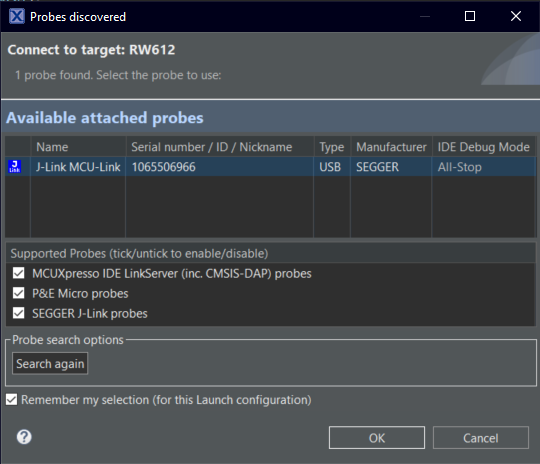 Probes discovered
Connect to target: RW612
1 probe found. Select the probe to use:
Available attached probes
Name Serial number / ID / Nickname Type Manufacturer IDE Debug Mode
J Link J-Link MCU-Link 1065506966 USB SEGGER All-Stop
Supported Probes (tick/untick to enable/disable)
MCUXpresso IDE LinkServer (inc. CMSIS-DAP) probes
P&E Micro probes
SEGGER J-Link probes
Probe search options
Search again
Remember my selection (for this Launch configuration)
? OK Cancel